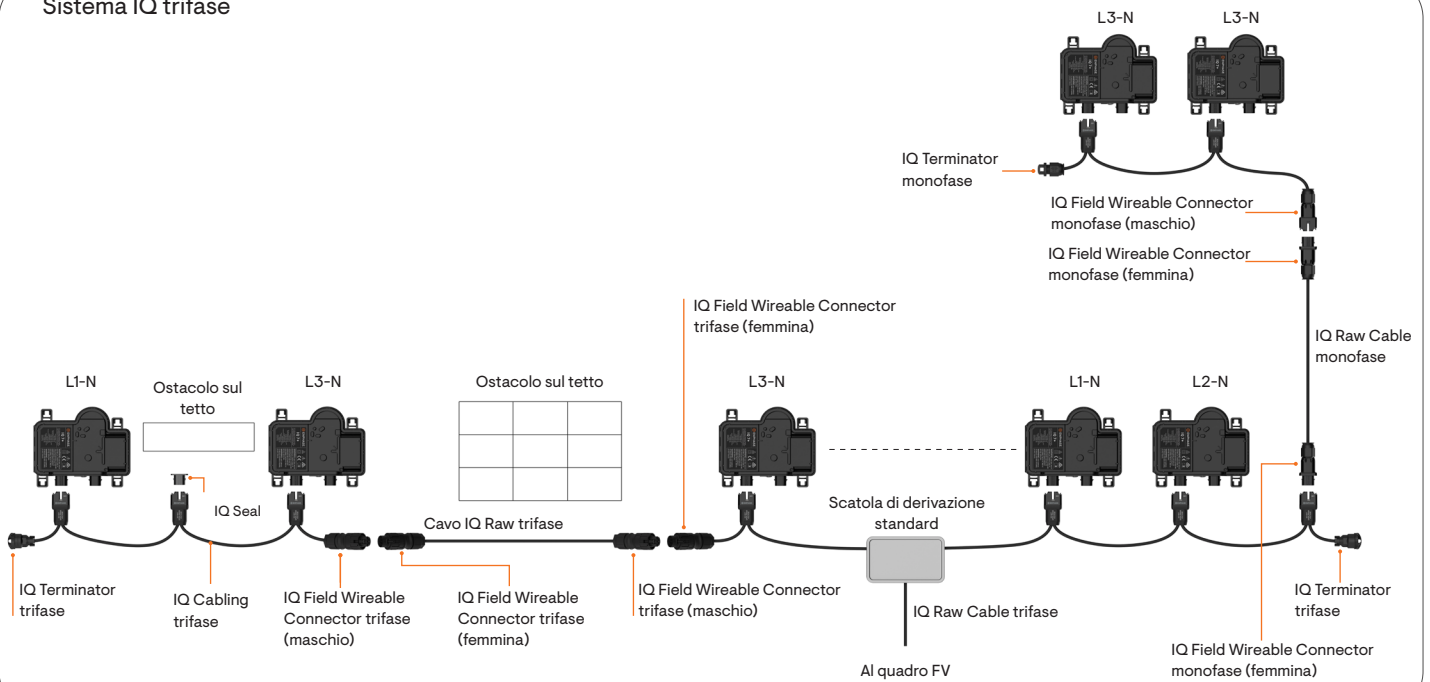 Sistema IQ trifase
L3-N
L3-N
IQ Terminator
monofase
IQ Field Wireable Connector
monofase (maschio)
IQ Field Wireable Connector
monofase (femmina)
IQ Field Wireable Connector
trifase (femmina)
IQ Raw Cable
monofase
L1-N
Ostacolo sul
tetto
L3-N
Ostacolo sul tetto
L3-N
L1-N
L2-N
IQ Seal
Cavo IQ Raw trifase
Scatola di derivazione
standard
IQ Terminator
trifase
IQ Cabling
trifase
IQ Field Wireable
Connector trifase
(maschio)
IQ Field Wireable
Connector trifase
(femmina)
IQ Field Wireable Connector
trifase (maschio)
IQ Raw Cable trifase
IQ Terminator
trifase
Al quadro FV
IQ Field Wireable Connector
monofase (femmina)